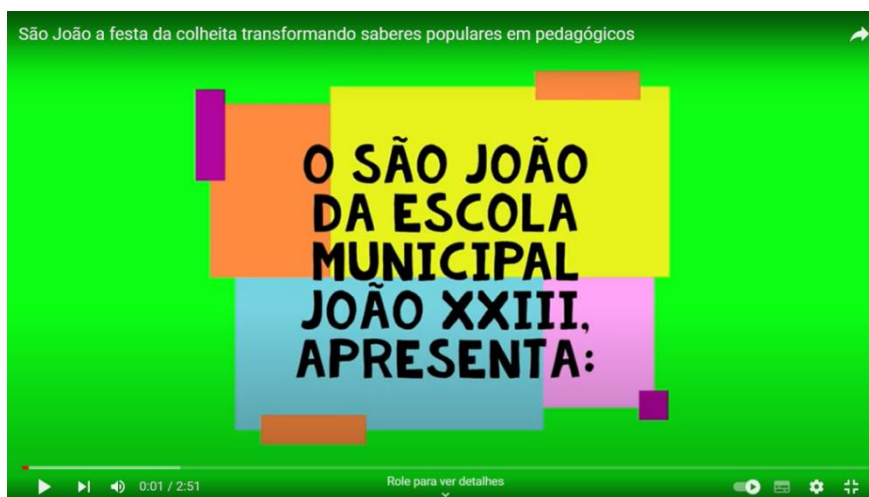 São João a festa da colheita transformando saberes populares em pedagógicos
O SÃO JOÃO
DA ESCOLA
MUNICIPAL
JOÃO XXIII,
APRESENTA:
0:01 / 2:51
Role para ver detalhes